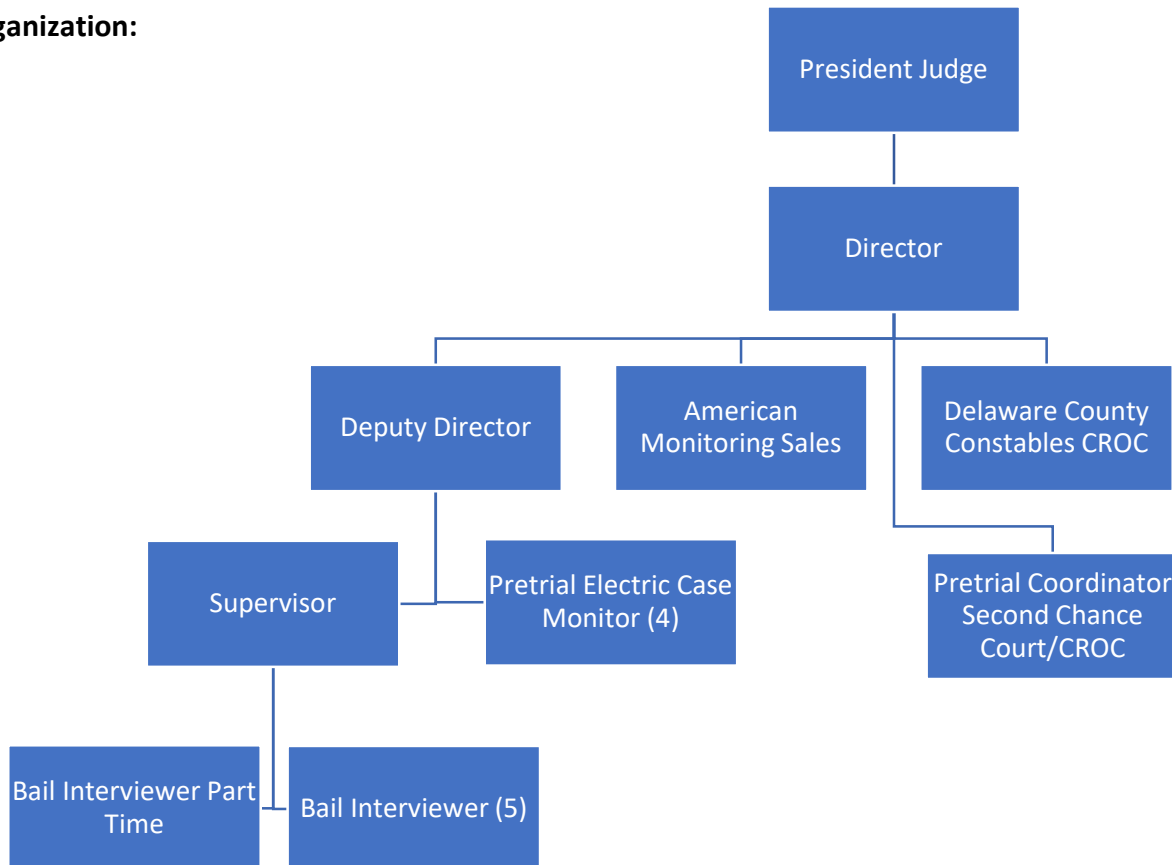 ganization:
President Judge
Director
Deputy Director
American
Monitoring Sales
Delaware County
Constables CROC
Supervisor
Pretrial Electric Case
Monitor (4)
Pretrial Coordinator
Second Chance
Court/CROC
Bail Interviewer Part
Time
Bail Interviewer (5)